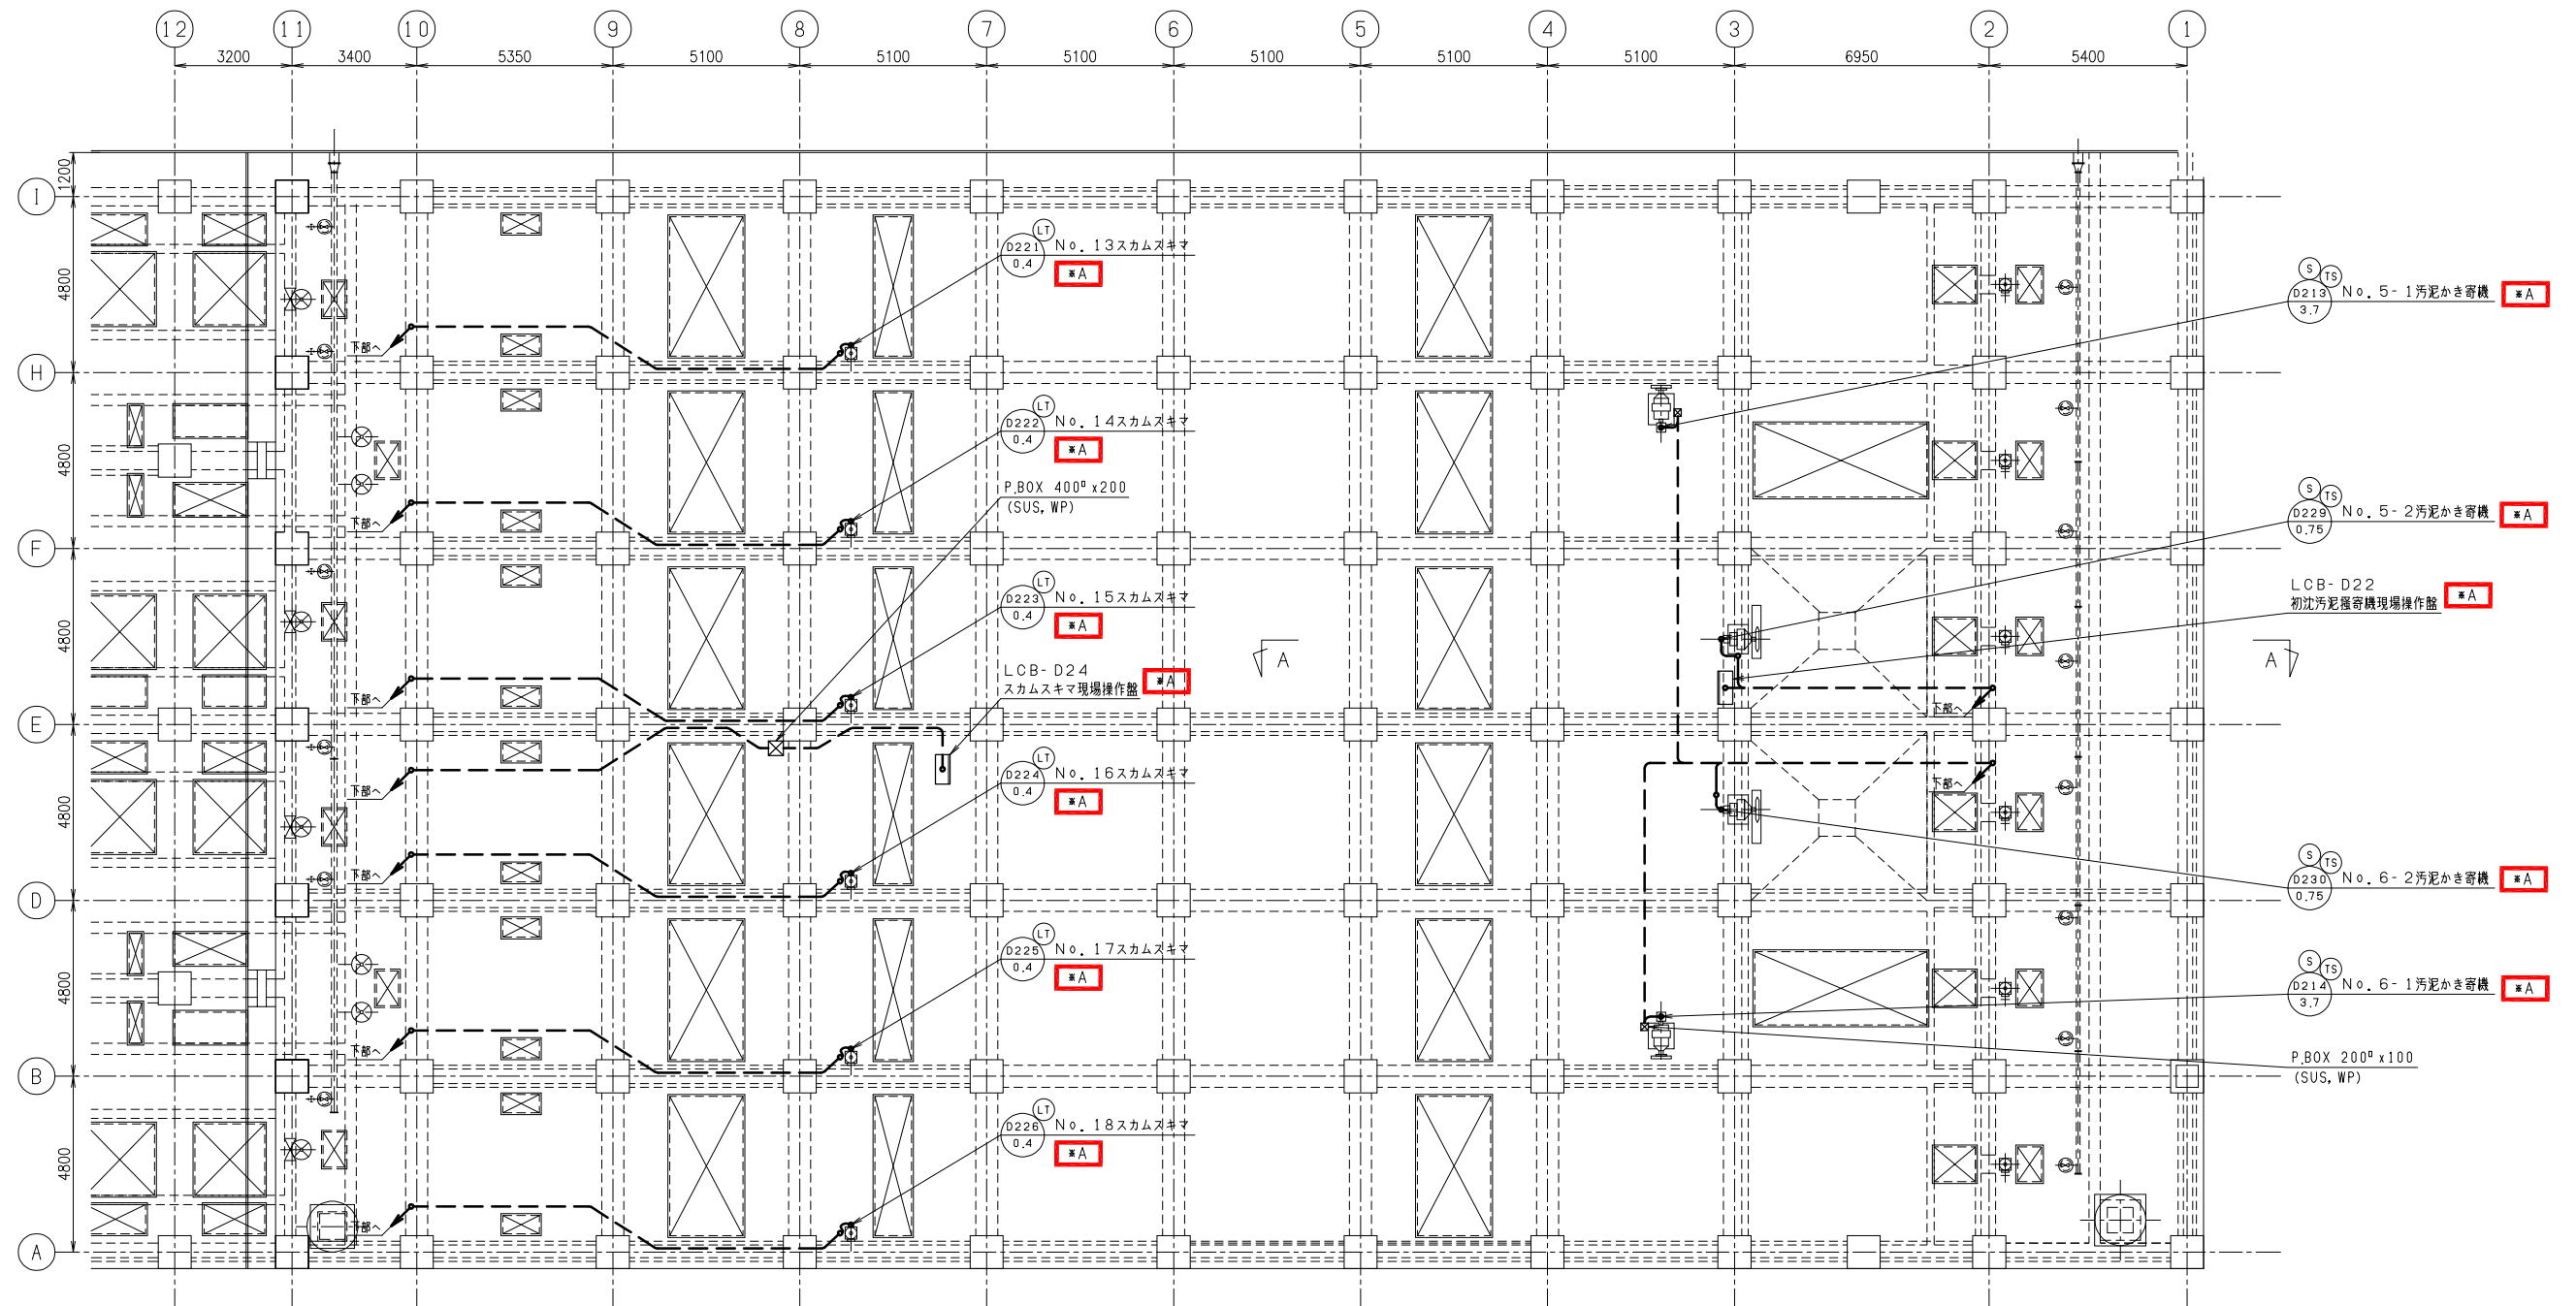 12 11 10 9 8 7 6 5 4 3 2 1
3200 3400 5350 5100 5100 5100 5100 5100 5100 6950 5400
1200
I
4800
H
4800
F
4800
E
4800
D
4800
B
4800
A
LT
D221 No. 13スカムスキマ
0.4
*A
下部へ
LT
D222 No. 14スカムスキマ
0.4
*A
P.BOX 400□x200
(SUS, WP)
下部へ
LT
D223 No. 15スカムスキマ
0.4
*A
LCB-D24
スカムスキマ現場操作盤
*A
下部へ
下部へ
LT
D224 No. 16スカムスキマ
0.4
*A
下部へ
LT
D225 No. 17スカムスキマ
0.4
*A
下部へ
LT
D226 No. 18スカムスキマ
0.4
*A
下部へ
A
A
S TS
D213 No. 5-1汚泥かき寄機 *A
3.7
S TS
D229 No. 5-2汚泥かき寄機 *A
0.75
LCB-D22
初沈汚泥掻寄機現場操作盤
*A
下部へ
下部へ
S TS
D230 No. 6-2汚泥かき寄機 *A
0.75
S TS
D214 No. 6-1汚泥かき寄機 *A
3.7
P.BOX 200□x100
(SUS, WP)